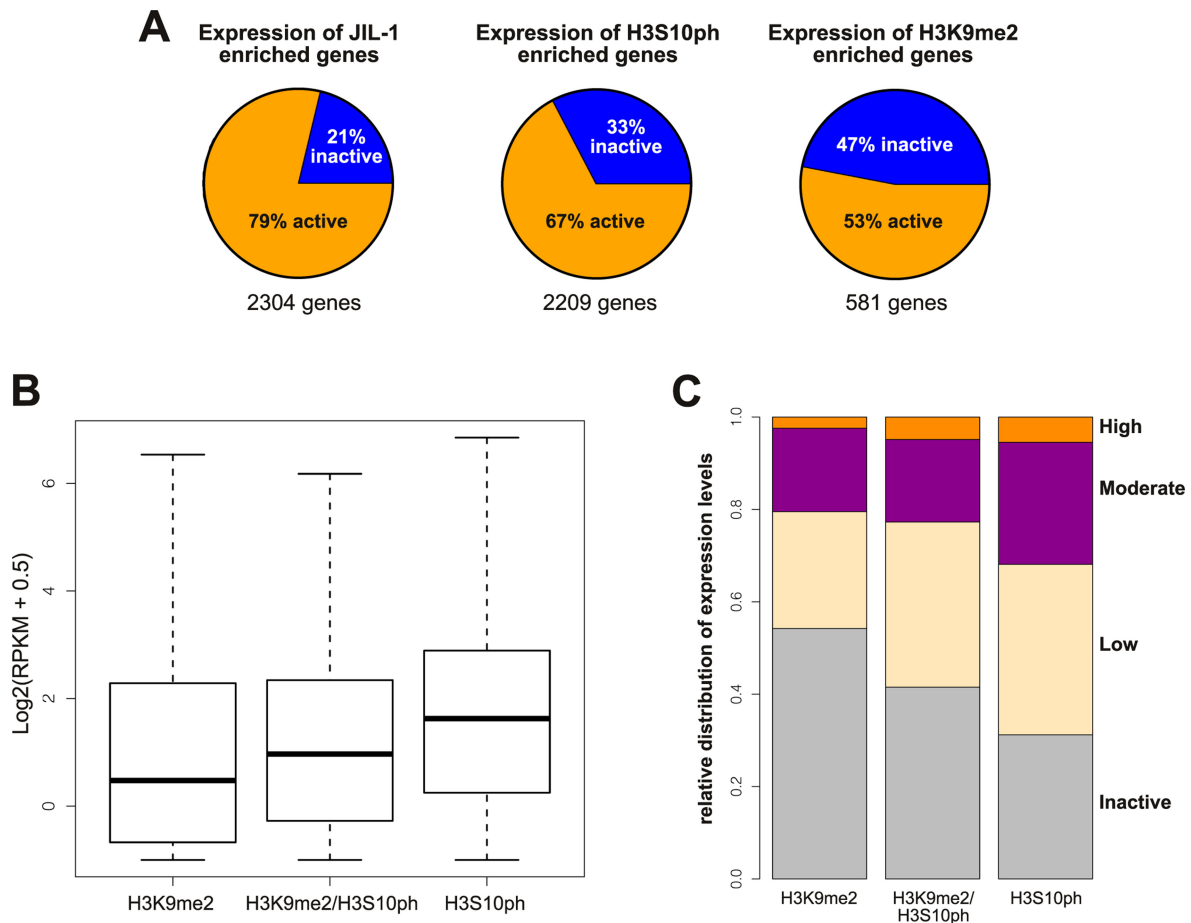 A
Expression of JIL-1
enriched genes
21%
inactive
79% active
2304 genes
Expression of H3S10ph
enriched genes
33%
inactive
67% active
2209 genes
Expression of H3K9me2
enriched genes
47% inactive
53% active
581 genes
B
Log2(RPKM + 0.5)
6
4
2
0
H3K9me2
H3K9me2/H3S10ph
H3S10ph
C
relative distribution of expression levels
1.0
0.8
0.6
0.4
0.2
0.0
High
Moderate
Low
Inactive
H3K9me2
H3K9me2/
H3S10ph
H3S10ph